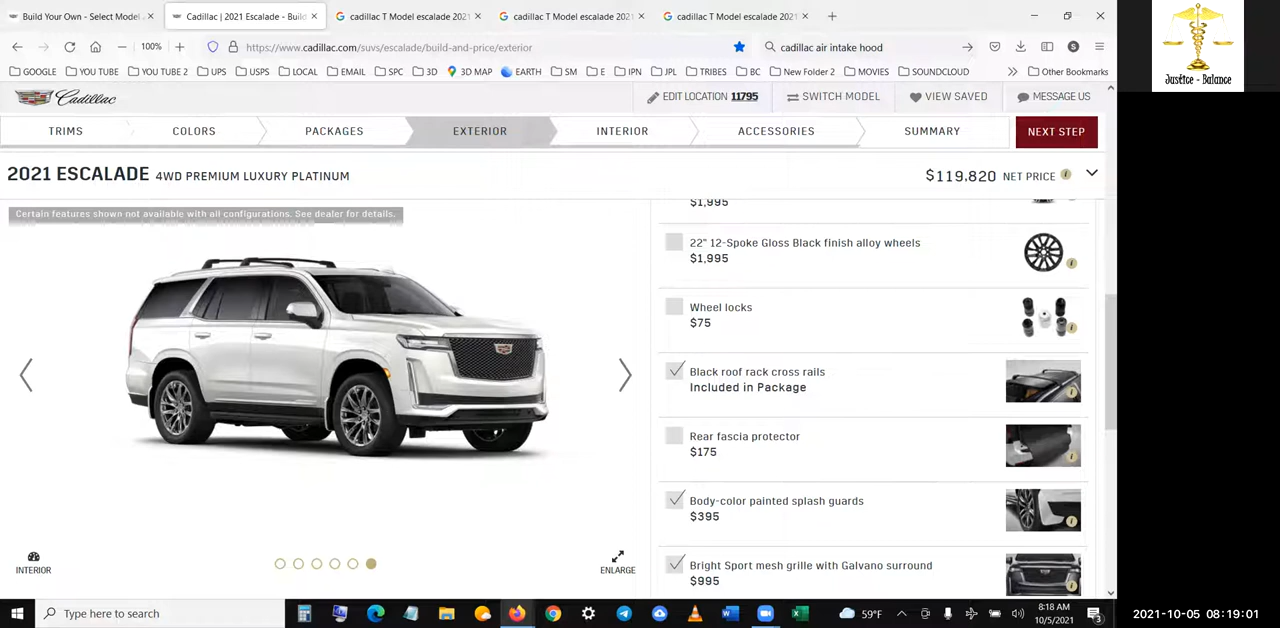 Build Your Own - Select Model
Cadillac | 2021 Escalade - Build
cadillac T Model escalade 2021
cadillac T Model escalade 2021
cadillac T Model escalade 2021
100%
https://www.cadillac.com/suvs/escalade/build-and-price/exterior
cadillac air intake hood
S
GOOGLE YOU TUBE YOU TUBE 2 UPS USPS LOCAL EMAIL SPC 3D 3D MAP EARTH SM E IPN JPL TRIBES BC New Folder 2 MOVIES SOUNDCLOUD Other Bookmarks
Cadillac
EDIT LOCATION 11795
SWITCH MODEL
VIEW SAVED
MESSAGE US
TRIMS
COLORS
PACKAGES
EXTERIOR
INTERIOR
ACCESSORIES
SUMMARY
NEXT STEP
2021 ESCALADE 4WD PREMIUM LUXURY PLATINUM
$119,820 NET PRICE
Certain features shown not available with all configurations. See dealer for details.
$1,995
22" 12-Spoke Gloss Black finish alloy wheels
$1,995
Wheel locks
$75
Black roof rack cross rails
Included in Package
Rear fascia protector
$175
Body-color painted splash guards
$395
Bright Sport mesh grille with Galvano surround
$995
INTERIOR
ENLARGE
Type here to search
59°F
8:18 AM
10/5/2021
3
Justice - Balance
2021-10-05 08:19:01